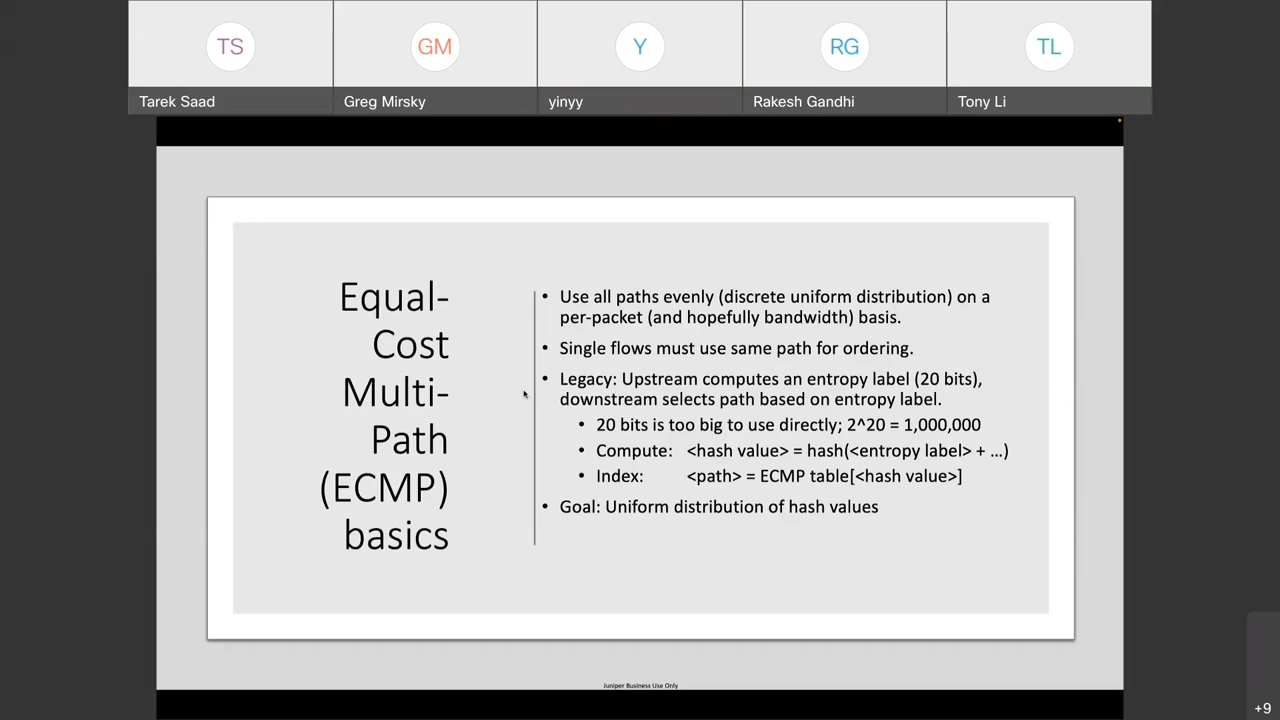 TS
GM
Y
RG
TL
Tarek Saad
Greg Mirsky
yinyy
Rakesh Gandhi
Tony Li
Equal-
Cost
Multi-
Path
(ECMP)
basics
• Use all paths evenly (discrete uniform distribution) on a
per-packet (and hopefully bandwidth) basis.
• Single flows must use same path for ordering.
• Legacy: Upstream computes an entropy label (20 bits),
downstream selects path based on entropy label.
• 20 bits is too big to use directly; 2^20 = 1,000,000
• Compute: <hash value> = hash(<entropy label> + …)
• Index: <path> = ECMP table[<hash value>]
• Goal: Uniform distribution of hash values
Juniper Business Use Only
+9